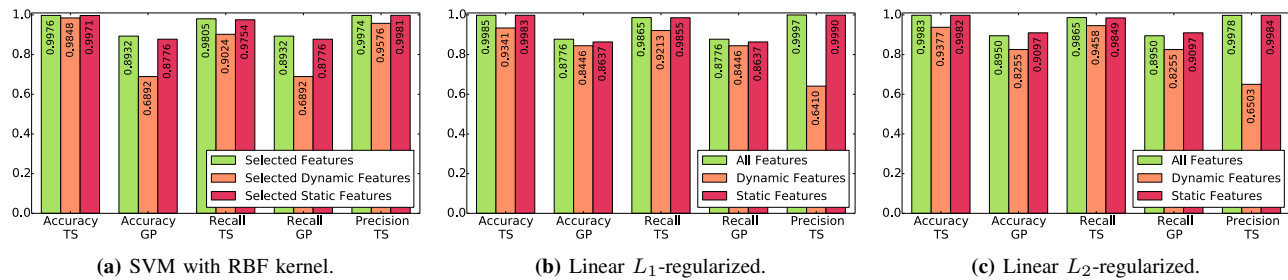 1.0
0.8
0.6
0.4
0.2
0.0
0.9976
0.9848
0.9971
0.8932
0.6892
0.8776
0.9805
0.9024
0.9754
0.8932
0.6892
0.8776
0.9974
0.9576
0.9981
Selected Features
Selected Dynamic Features
Selected Static Features
Accuracy TS
Accuracy GP
Recall TS
Recall GP
Precision TS
(a) SVM with RBF kernel.
1.0
0.8
0.6
0.4
0.2
0.0
0.9985
0.9341
0.9983
0.8776
0.8446
0.8637
0.9865
0.9213
0.9855
0.8776
0.8446
0.8637
0.9997
0.6410
0.9990
All Features
Dynamic Features
Static Features
Accuracy TS
Accuracy GP
Recall TS
Recall GP
Precision TS
(b) Linear L1-regularized.
1.0
0.8
0.6
0.4
0.2
0.0
0.9983
0.9377
0.9982
0.8950
0.8255
0.9097
0.9865
0.9458
0.9849
0.8950
0.8255
0.9097
0.9978
0.6503
0.9984
All Features
Dynamic Features
Static Features
Accuracy TS
Accuracy GP
Recall TS
Recall GP
Precision TS
(c) Linear L2-regularized.